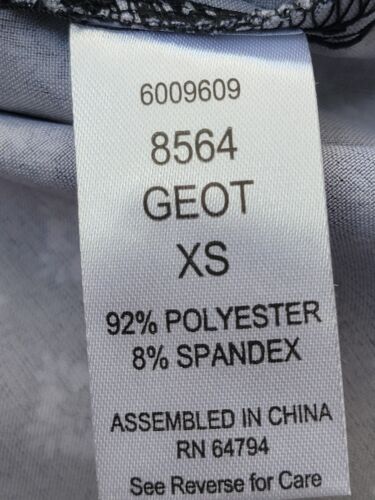 6009609
8564
GEOT
XS
92% POLYESTER
8% SPANDEX
ASSEMBLED IN CHINA
RN 64794
See Reverse for Care